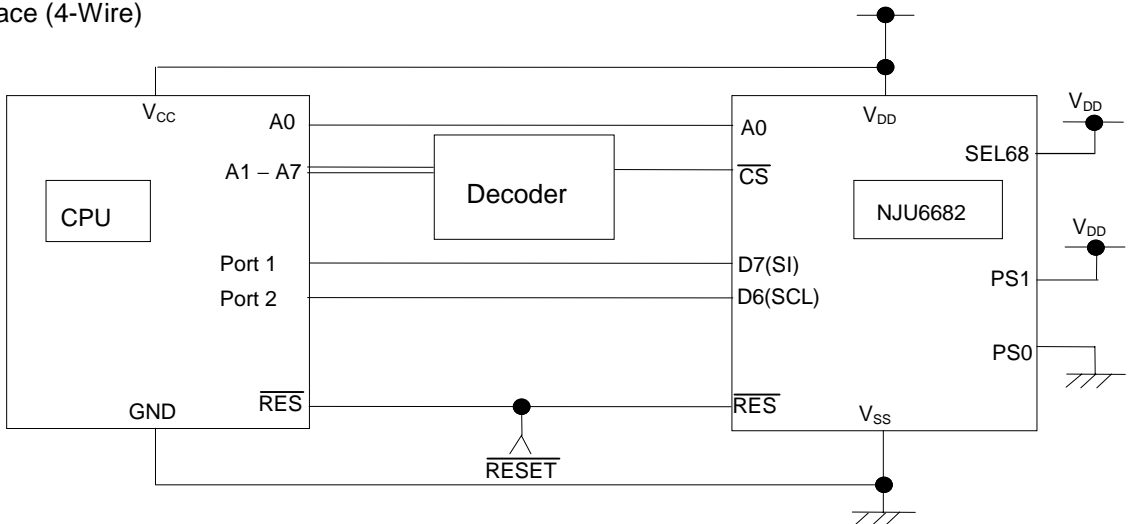 ace (4-Wire)
VCC
A0
A1 – A7
CPU
Port 1
Port 2
RES
GND
Decoder
RESET
VDD
A0
CS
SEL68
VDD
NJU6682
D7(SI)
D6(SCL)
VDD
PS1
PS0
RES
VSS